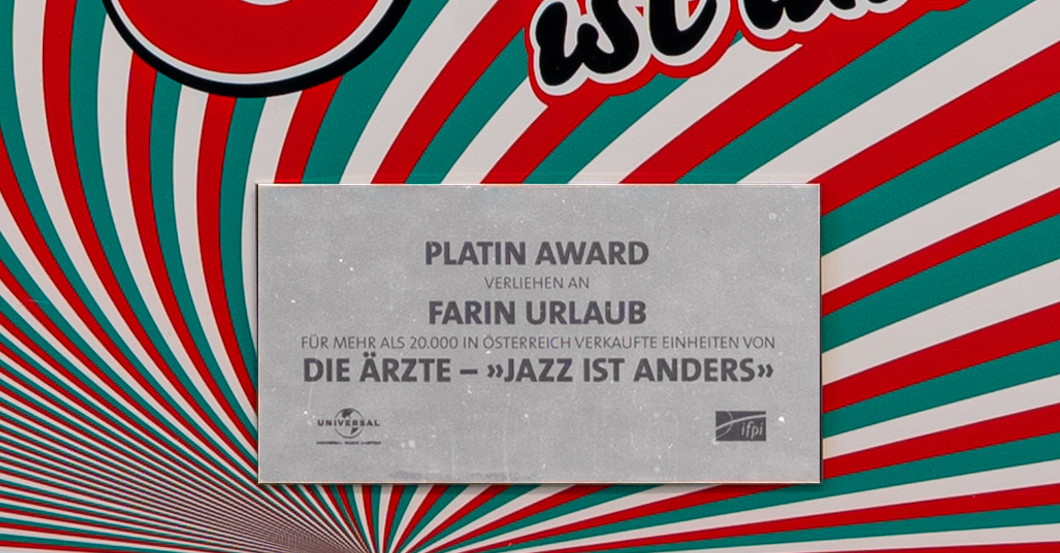 ist an
PLATIN AWARD
VERLIEHEN AN
FARIN URLAUB
FÜR MEHR ALS 20.000 IN ÖSTERREICH VERKAUFTE EINHEITEN VON
DIE ÄRZTE – »JAZZ IST ANDERS»
UNIVERSAL
ifpi